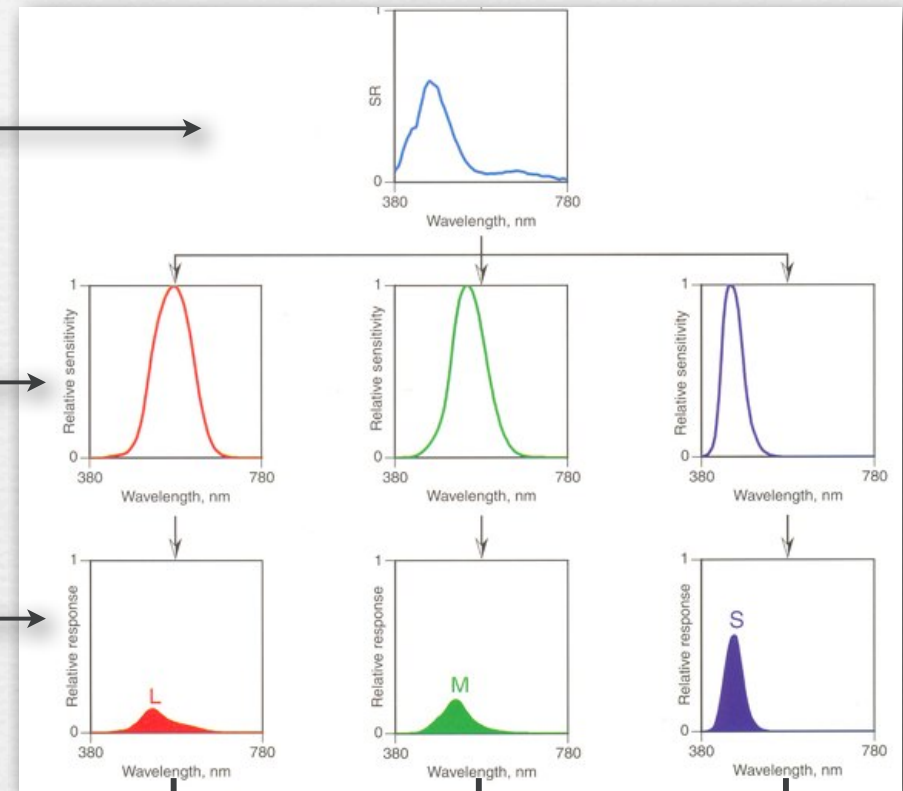 1
SR
0
380 780
Wavelength, nm
1 1 1
Relative sensitivity Relative sensitivity Relative sensitivity
0 0 0
380 780 380 780 380 780
Wavelength, nm Wavelength, nm Wavelength, nm
1 1 1
Relative response Relative response Relative response
L M S
0 0 0
380 780 380 780 380 780
Wavelength, nm Wavelength, nm Wavelength, nm